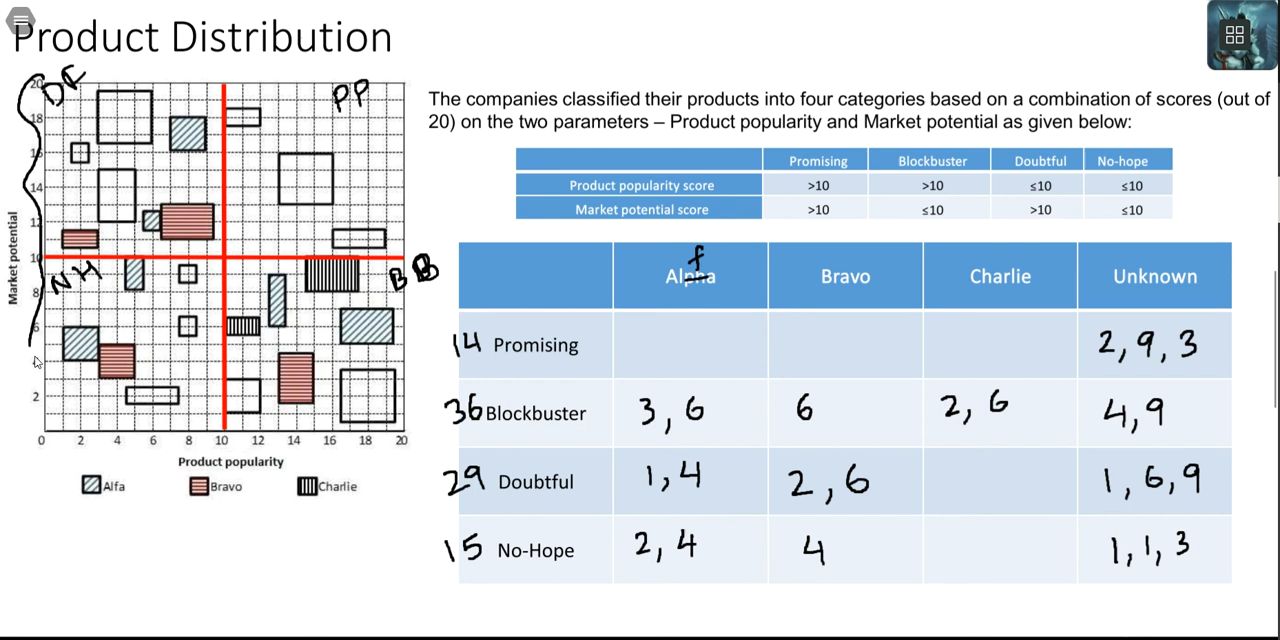 Product Distribution
20
18
16
14
12
10
8
6
4
2
0 2 4 6 8 10 12 14 16 18 20
Market potential
Product popularity
DF
PP
NH
BB
Alfa
Bravo
Charlie
The companies classified their products into four categories based on a combination of scores (out of
20) on the two parameters – Product popularity and Market potential as given below:
Promising Blockbuster Doubtful No-hope
Product popularity score >10 >10 ≤10 ≤10
Market potential score >10 ≤10 >10 ≤10
f
Alpha Bravo Charlie Unknown
14 Promising 2, 9, 3
36 Blockbuster 3, 6 6 2, 6 4, 9
29 Doubtful 1, 4 2, 6 1, 6, 9
15 No-Hope 2, 4 4 1, 1, 3